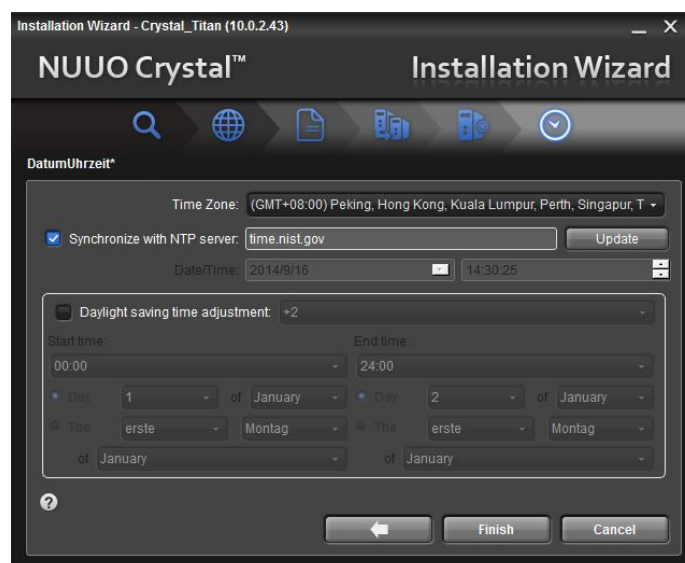 Installation Wizard - Crystal_Titan (10.0.2.43)
NUUO Crystal™ Installation Wizard
DatumUhrzeit*
Time Zone: (GMT+08:00) Peking, Hong Kong, Kuala Lumpur, Perth, Singapur, T
Synchronize with NTP server: time.nist.gov Update
Date/Time: 2014/9/16 14:30:25
Daylight saving time adjustment: +2
Start time: End time:
00:00 24:00
Day 1 of January Day 2 of January
The erste Montag The erste Montag
of January of January
Finish Cancel